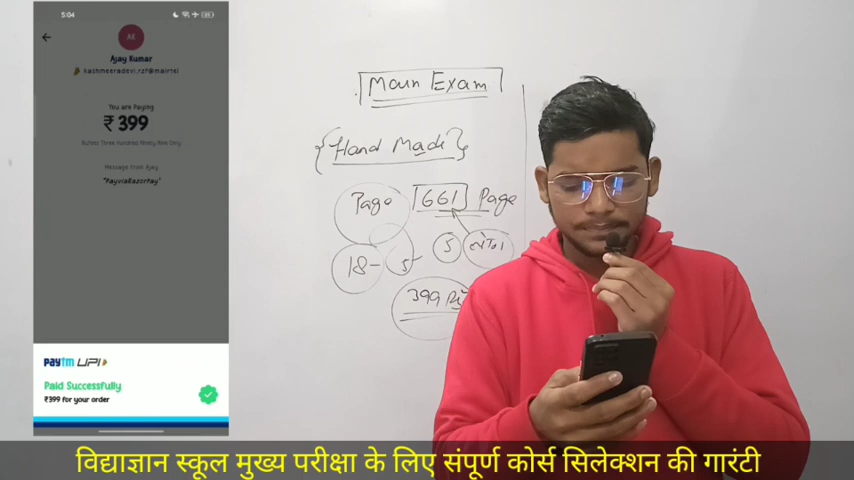 5:04
AK
Ajay Kumar
You are Paying
₹399
Rupees Three Hundred Ninety Nine Only
Message from Ajay
"PayviaRazorPay"
paytm UPI
Paid Successfully
₹399 for your order
Main Exam
{Hand Made}
Page 661 Page
18- 5
5
399 Rs
विद्याज्ञान स्कूल मुख्य परीक्षा के लिए संपूर्ण कोर्स सिलेक्शन की गारंटी